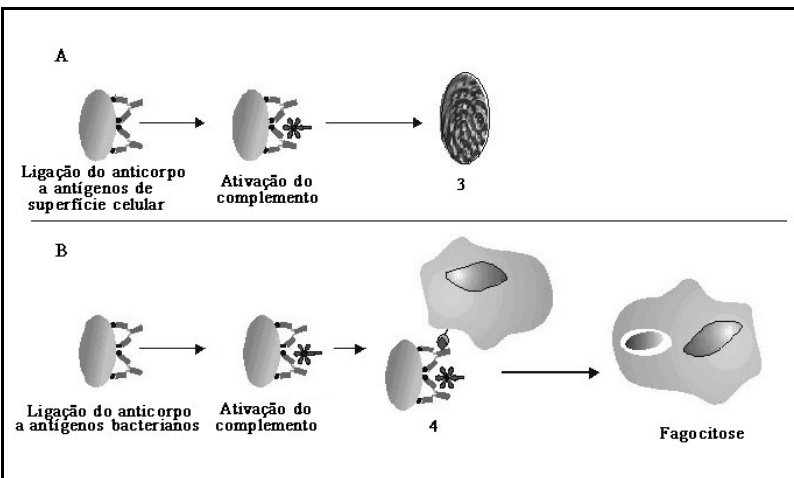 A
Ligação do anticorpo
a antígenos de
superfície celular
Ativação do
complemento
3
B
Ligação do anticorpo
a antígenos bacterianos
Ativação do
complemento
4
Fagocitose